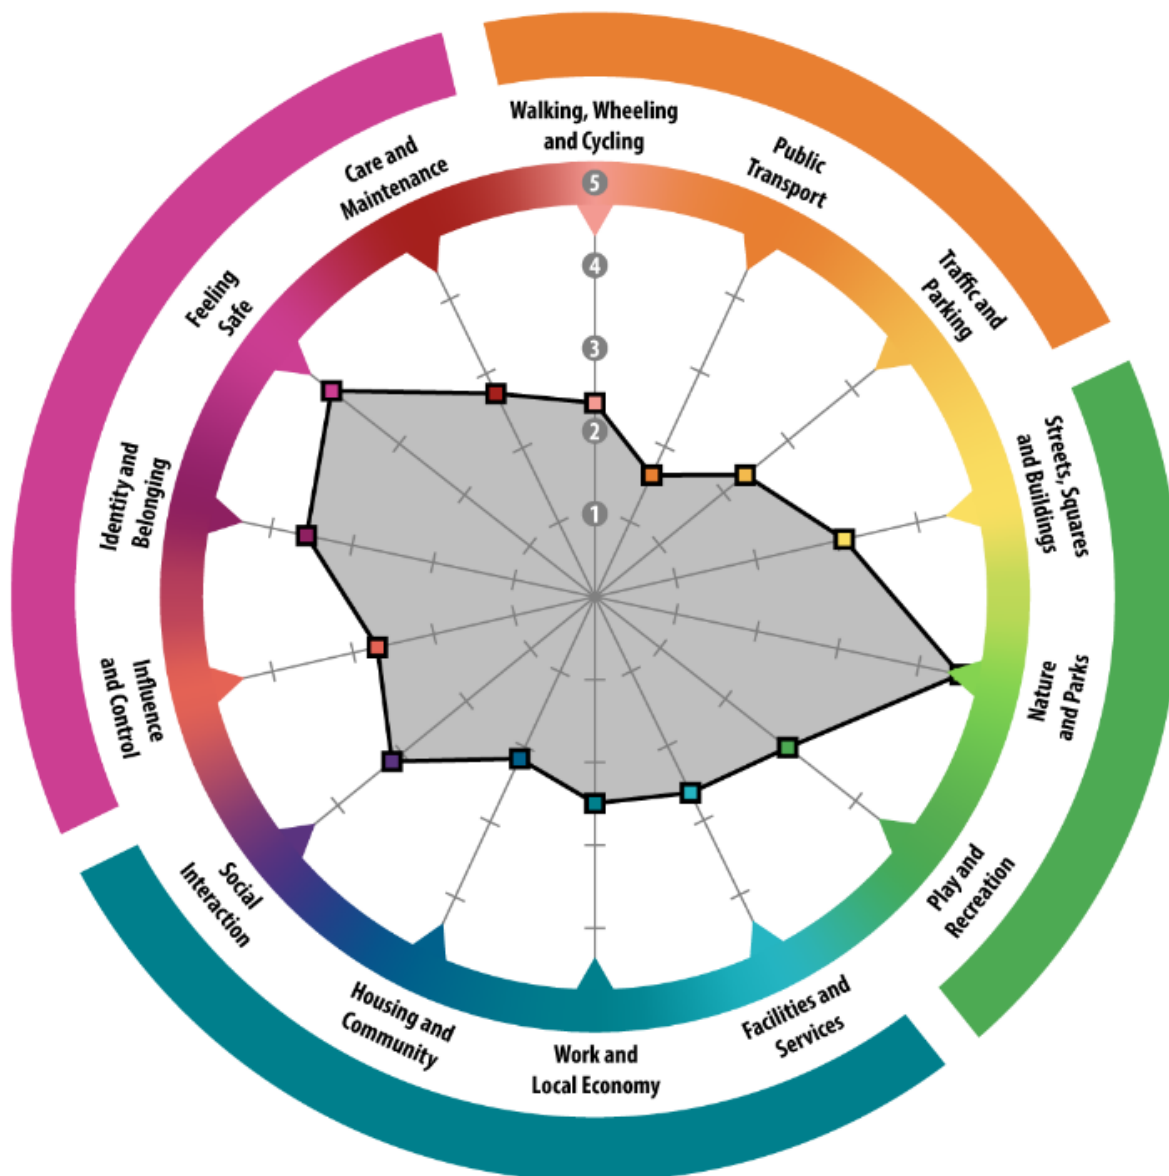 Walking, Wheeling
and Cycling
Public
Transport
Traffic and
Parking
Streets, Squares
and Buildings
Nature
and Parks
Play and
Recreation
Facilities and
Services
Work and
Local Economy
Housing and
Community
Social
Interaction
Influence
and Control
Identity and
Belonging
Feeling
Safe
Care and
Maintenance
5
4
3
2
1